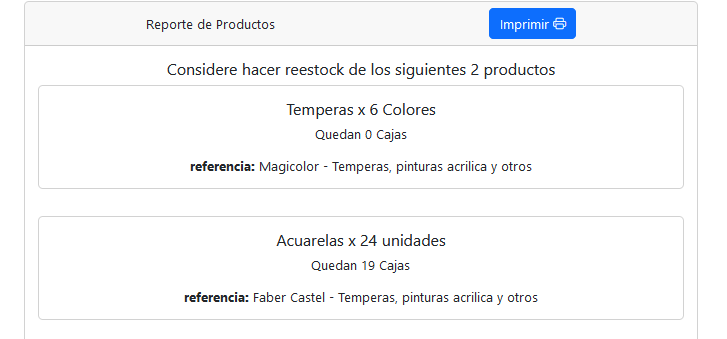 Reporte de Productos
Imprimir
Considere hacer reestock de los siguientes 2 productos
Temperas x 6 Colores
Quedan 0 Cajas
referencia: Magicolor - Temperas, pinturas acrilica y otros
Acuarelas x 24 unidades
Quedan 19 Cajas
referencia: Faber Castel - Temperas, pinturas acrilica y otros